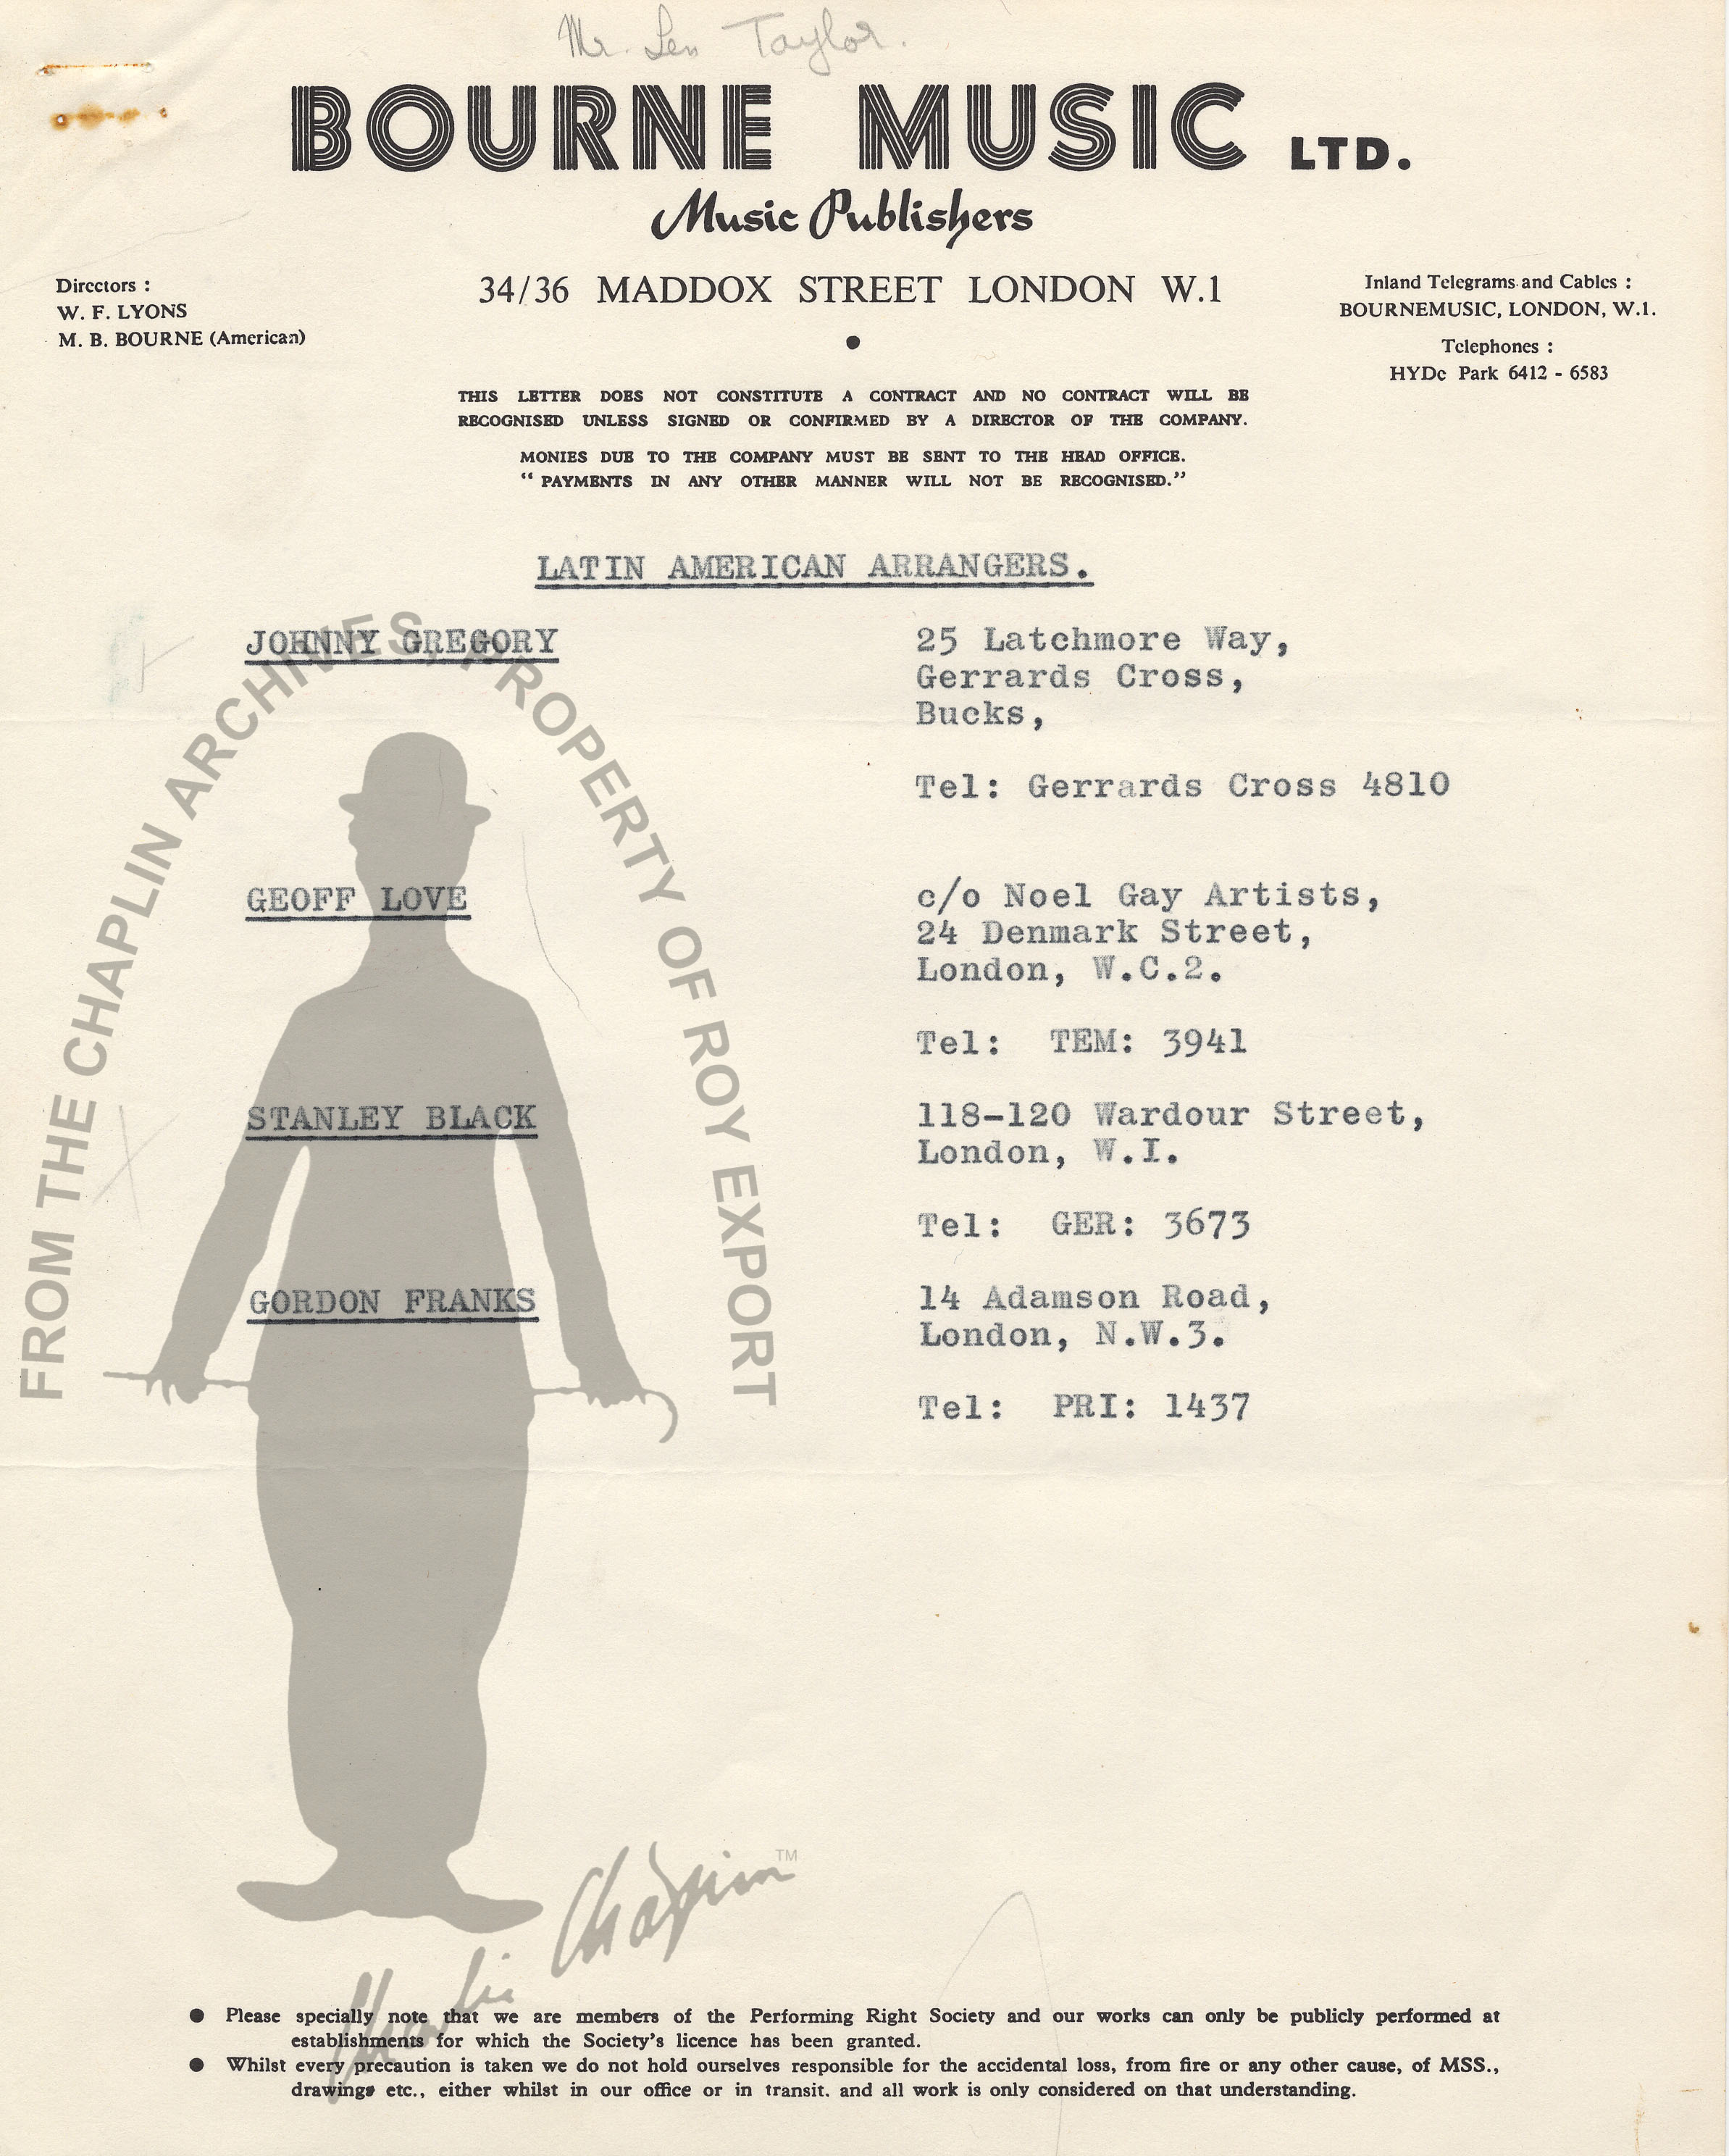 Mr. Len Taylor.
BOURNE MUSIC LTD.
Music Publishers
34/36 MADDOX STREET LONDON W.1
Directors :
W. F. LYONS
M. B. BOURNE (American)
Inland Telegrams and Cables :
BOURNEMUSIC, LONDON, W.1.
Telephones :
HYDe Park 6412 - 6583
THIS LETTER DOES NOT CONSTITUTE A CONTRACT AND NO CONTRACT WILL BE
RECOGNISED UNLESS SIGNED OR CONFIRMED BY A DIRECTOR OF THE COMPANY.
MONIES DUE TO THE COMPANY MUST BE SENT TO THE HEAD OFFICE.
“ PAYMENTS IN ANY OTHER MANNER WILL NOT BE RECOGNISED.”
LATIN AMERICAN ARRANGERS.
JOHNNY GREGORY
25 Latchmore Way,
Gerrards Cross,
Bucks,
Tel: Gerrards Cross 4810
GEOFF LOVE
c/o Noel Gay Artists,
24 Denmark Street,
London, W.C.2.
Tel: TEM: 3941
STANLEY BLACK
118-120 Wardour Street,
London, W.I.
Tel: GER: 3673
GORDON FRANKS
14 Adamson Road,
London, N.W.3.
Tel: PRI: 1437
FROM THE CHAPLIN ARCHIVES, PROPERTY OF ROY EXPORT
Charlie Chaplin TM
● Please specially note that we are members of the Performing Right Society and our works can only be publicly performed at
establishments for which the Society's licence has been granted.
● Whilst every precaution is taken we do not hold ourselves responsible for the accidental loss, from fire or any other cause, of MSS.,
drawings etc., either whilst in our office or in transit. and all work is only considered on that understanding.